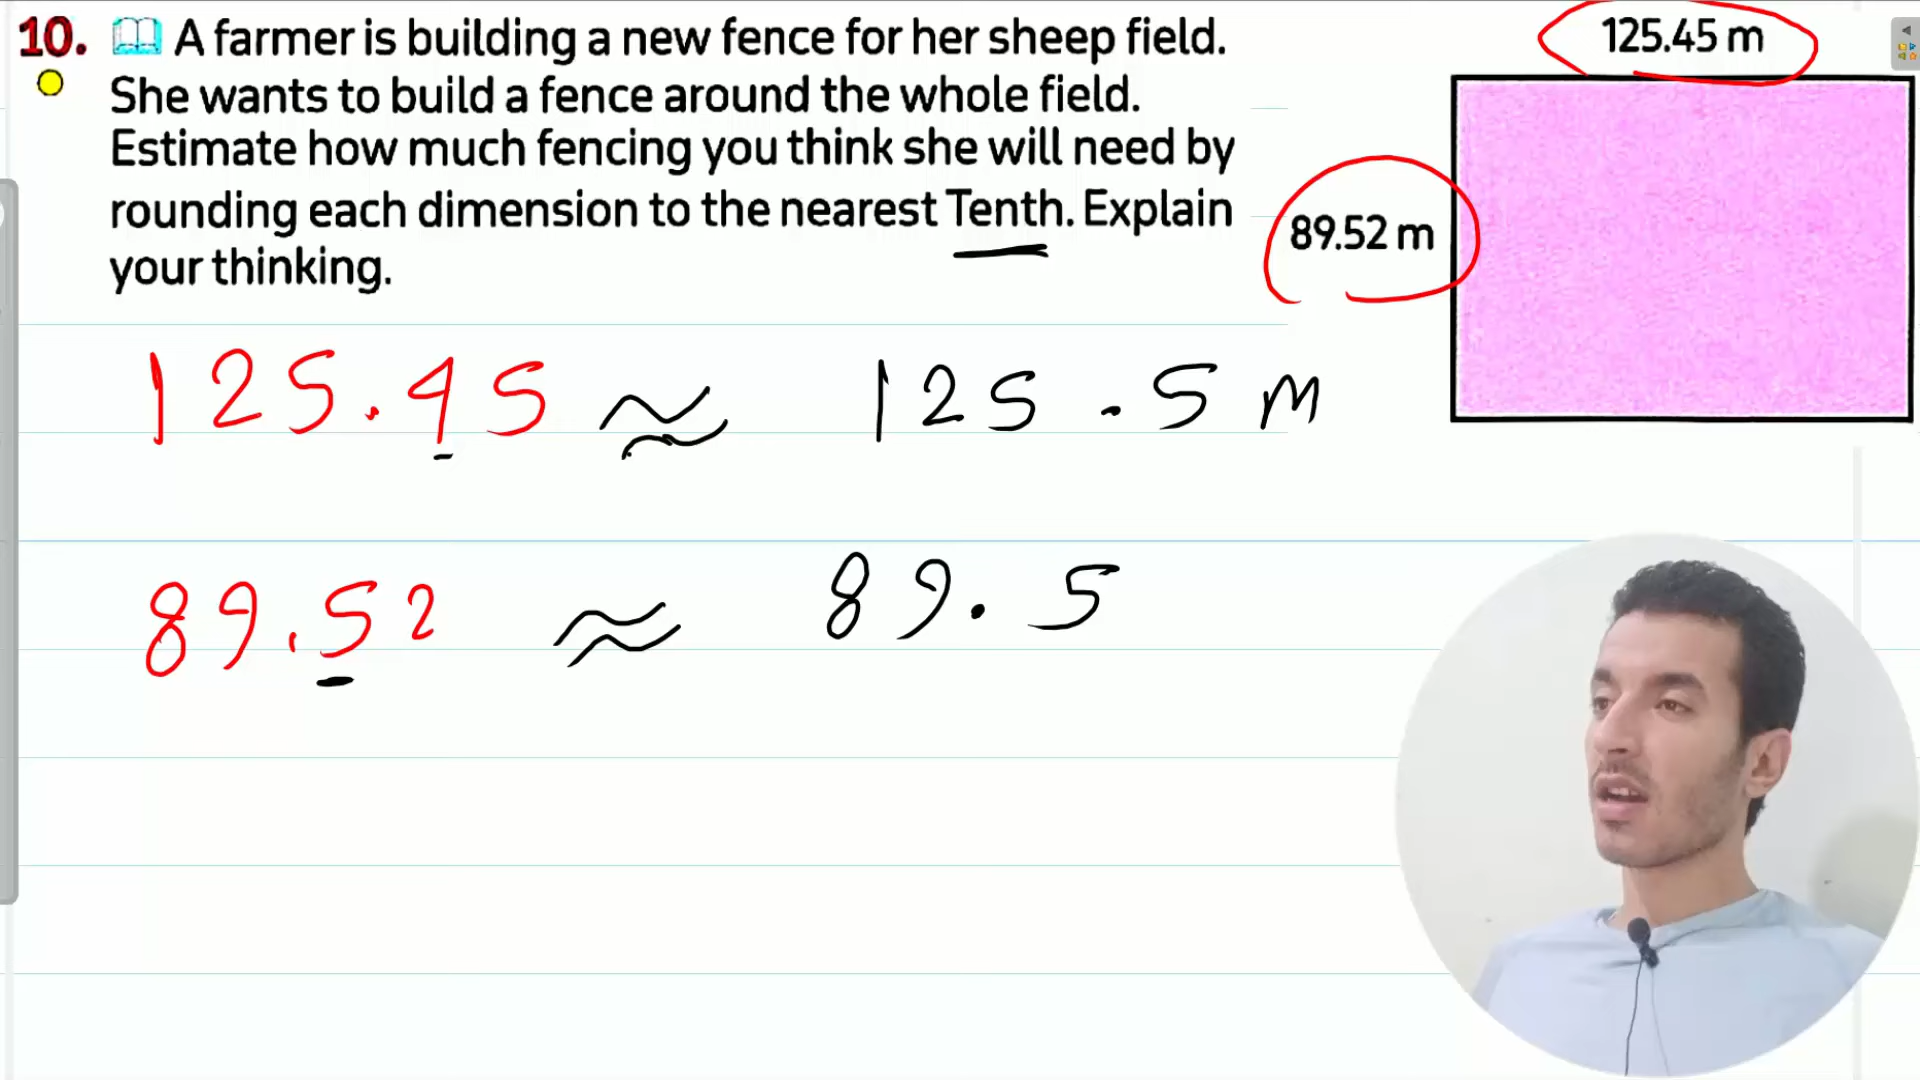 10. A farmer is building a new fence for her sheep field.
She wants to build a fence around the whole field.
Estimate how much fencing you think she will need by
rounding each dimension to the nearest Tenth. Explain
your thinking.
125.45 m
89.52 m
125.45 ≈ 125.5 m
89.52 ≈ 89.5